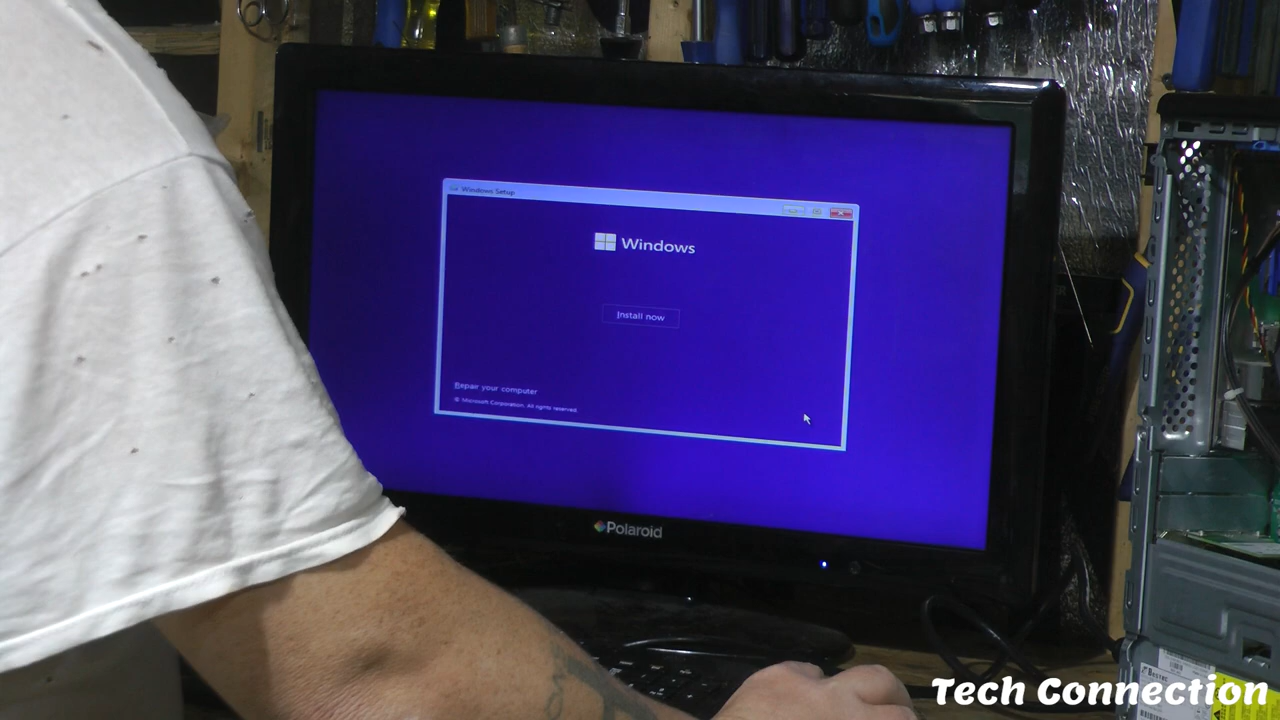 Windows Setup
Windows
Install now
Repair your computer
© Microsoft Corporation. All rights reserved.
Polaroid
Tech Connection